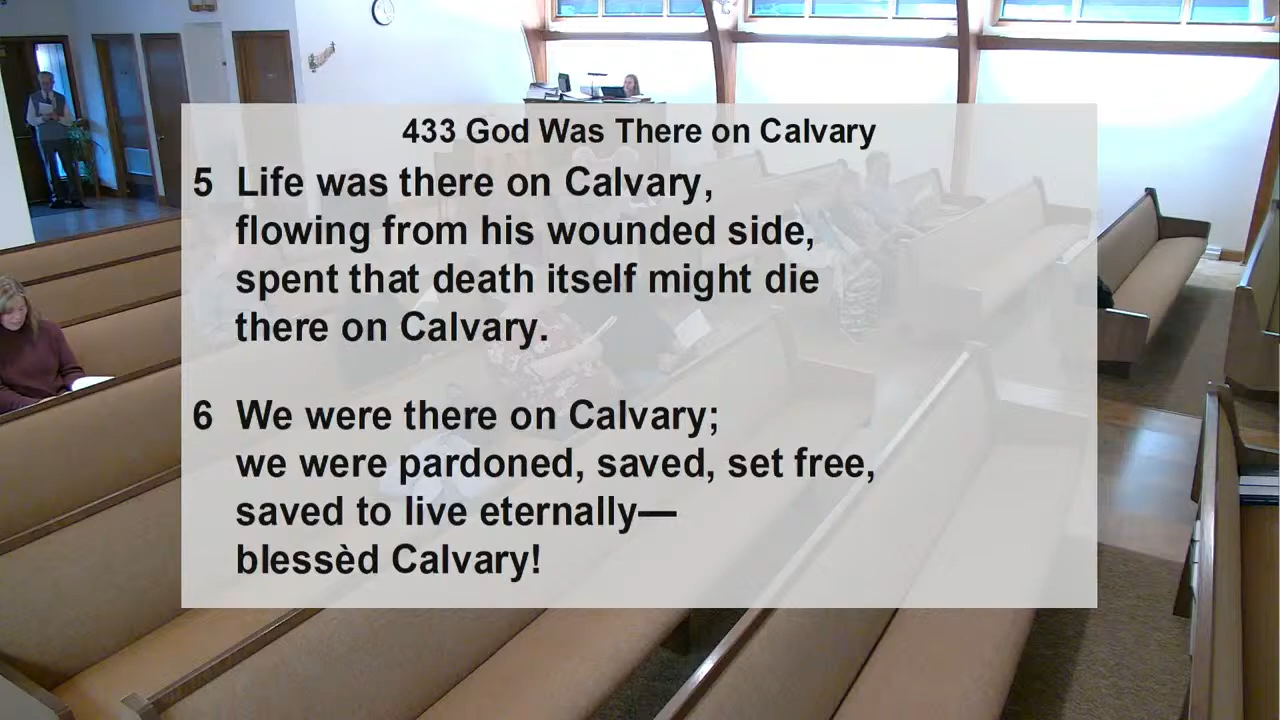 433 God Was There on Calvary
5 Life was there on Calvary,
flowing from his wounded side,
spent that death itself might die
there on Calvary.
6 We were there on Calvary;
we were pardoned, saved, set free,
saved to live eternally—
blessèd Calvary!